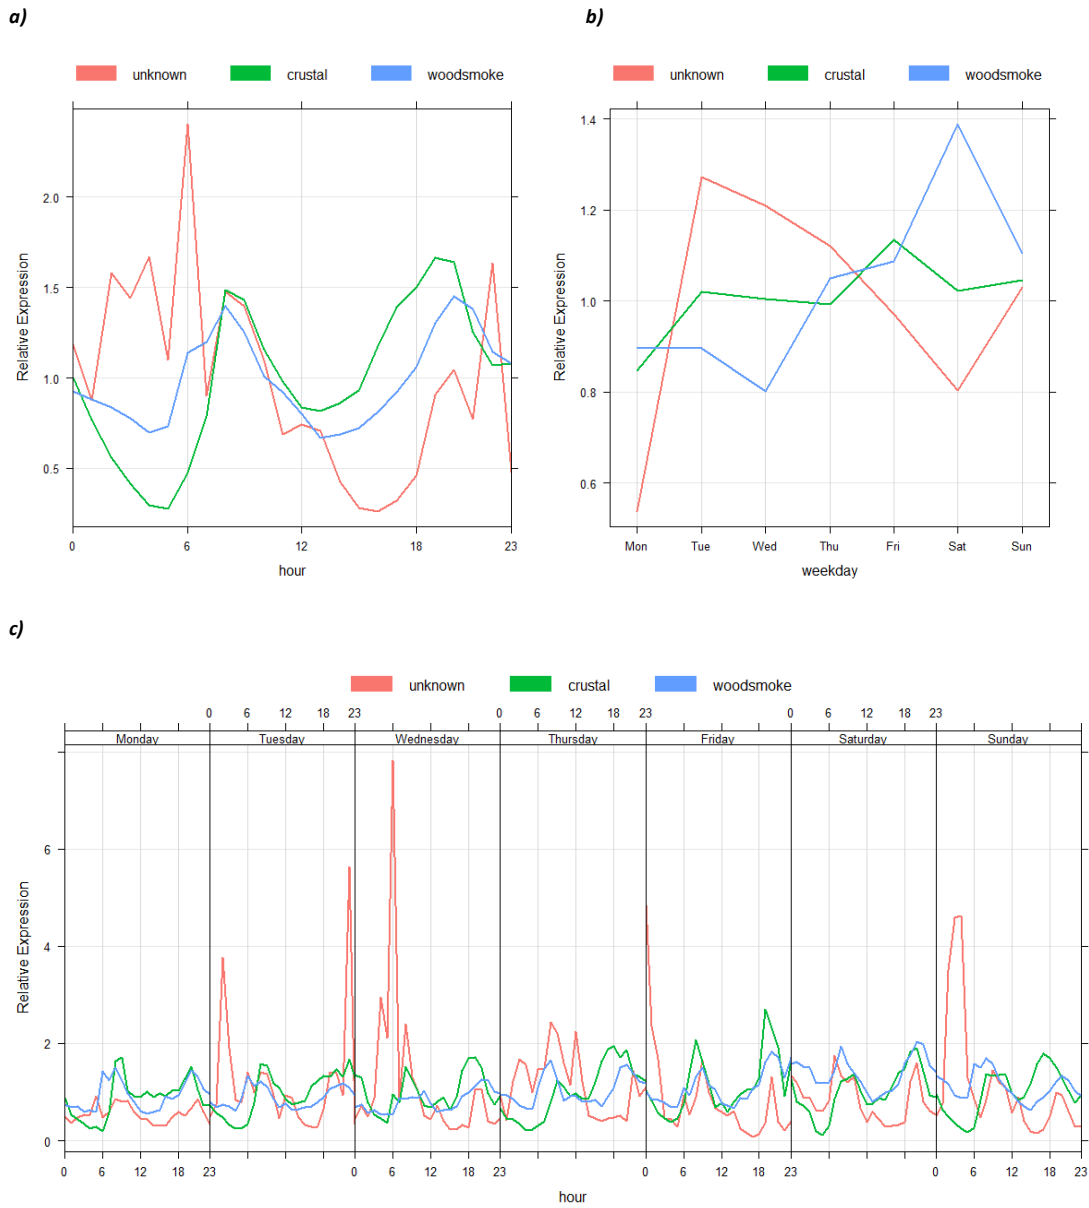 a)
unknown crustal woodsmoke
Relative Expression
2.0
1.5
1.0
0.5
0 6 12 18 23
hour
b)
unknown crustal woodsmoke
Relative Expression
1.4
1.2
1.0
0.8
0.6
Mon Tue Wed Thu Fri Sat Sun
weekday
c)
unknown crustal woodsmoke
0 6 12 18 23 0 6 12 18 23 0 6 12 18 23
Monday Tuesday Wednesday Thursday Friday Saturday Sunday
Relative Expression
6
4
2
0
0 6 12 18 23 0 6 12 18 23 0 6 12 18 23 0 6 12 18 23
hour